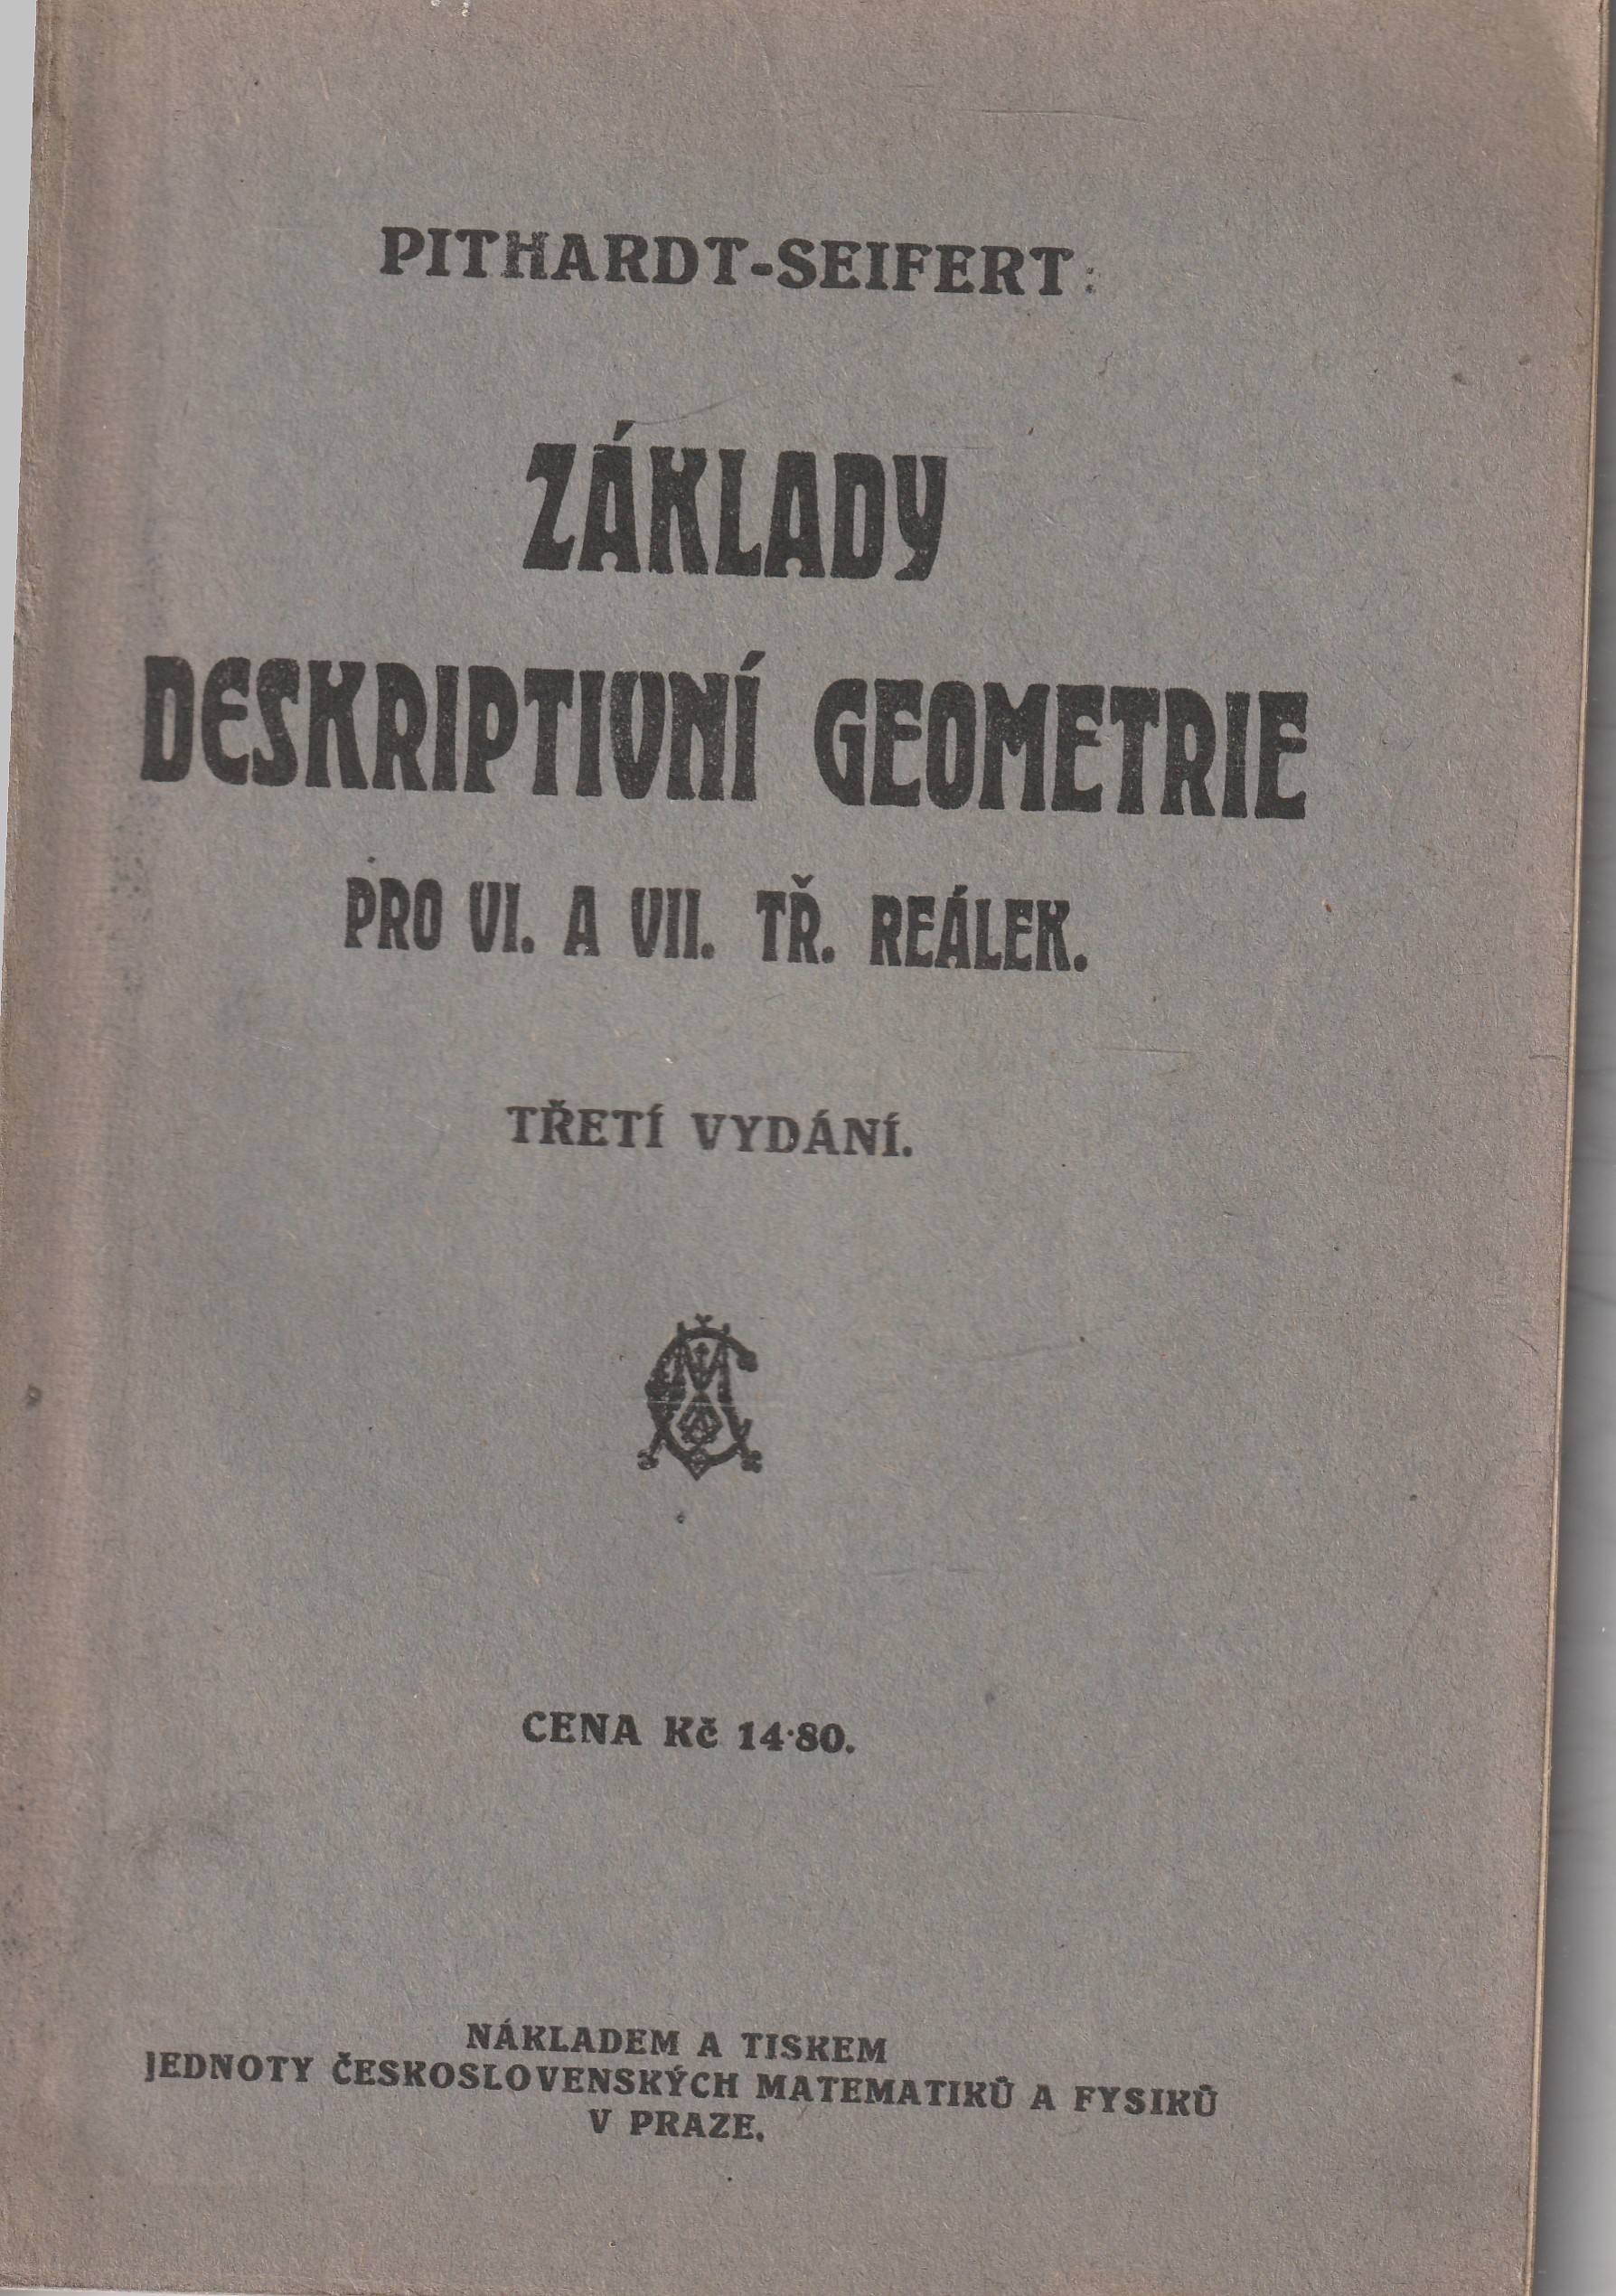 PITHARDT-SEIFERT:
ZÁKLADY
DESKRIPTIVNÍ GEOMETRIE
PRO VI. A VII. TŘ. REÁLEK.
TŘETÍ VYDÁNÍ.
CENA Kč 14·80.
NÁKLADEM A TISKEM
JEDNOTY ČESKOSLOVENSKÝCH MATEMATIKŮ A FYSIKŮ
V PRAZE.